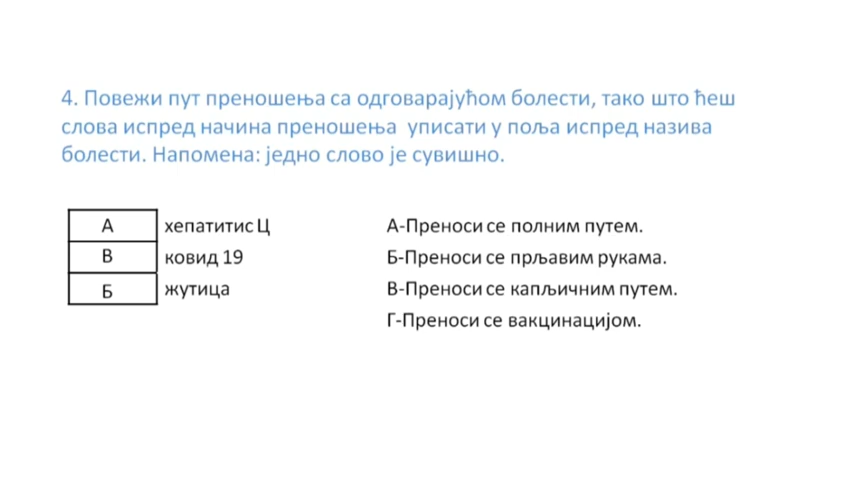 4. Повежи пут преношења са одговарајућом болести, тако што ћеш
слова испред начина преношења уписати у поља испред назива
болести. Напомена: једно слово је сувишно.
А хепатитис Ц
В ковид 19
Б жутица
А-Преноси се полним путем.
Б-Преноси се прљавим рукама.
В-Преноси се капљичним путем.
Г-Преноси се вакцинацијом.